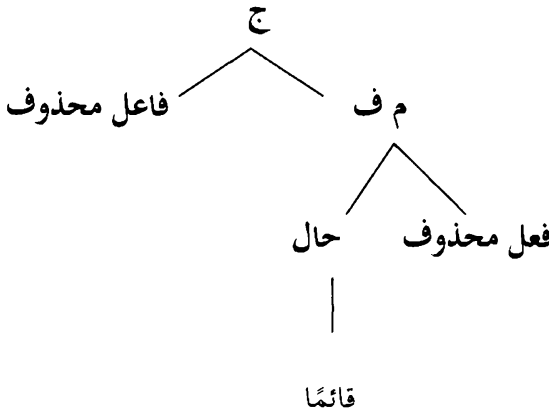 ج
م ف فاعل محذوف
فعل محذوف حال
قائمًا